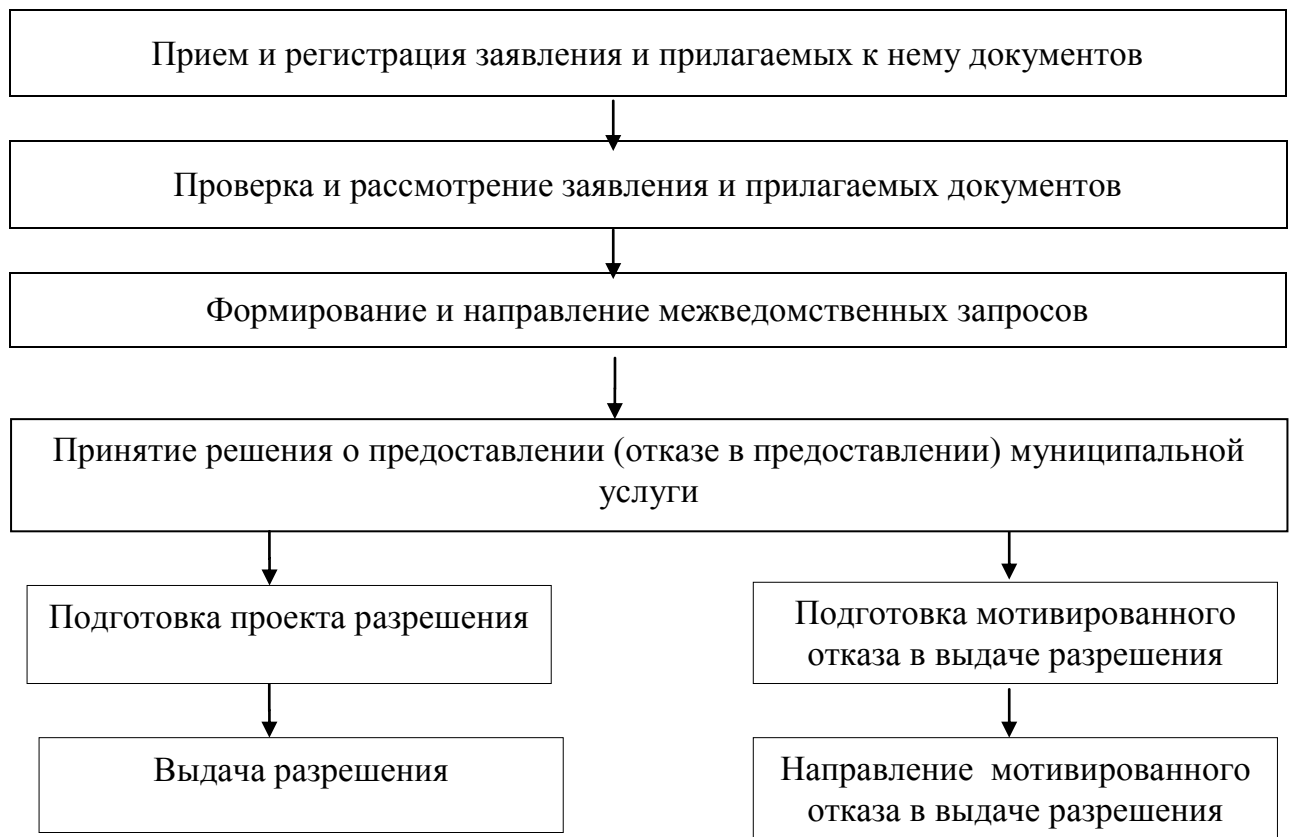 Прием и регистрация заявления и прилагаемых к нему документов
Проверка и рассмотрение заявления и прилагаемых документов
Формирование и направление межведомственных запросов
Принятие решения о предоставлении (отказе в предоставлении) муниципальной
услуги
Подготовка проекта разрешения
Подготовка мотивированного
отказа в выдаче разрешения
Выдача разрешения
Направление мотивированного
отказа в выдаче разрешения